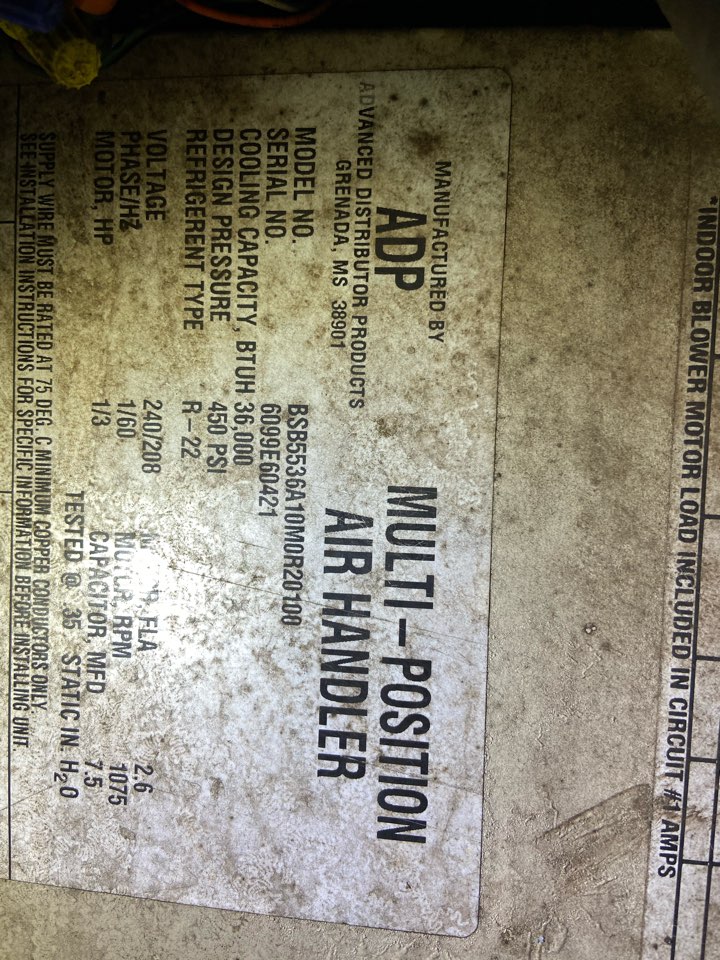 *INDOOR BLOWER MOTOR LOAD INCLUDED IN CIRCUIT #1 AMPS
MANUFACTURED BY
ADP
ADVANCED DISTRIBUTOR PRODUCTS
GRENADA, MS 38901
MULTI-POSITION
AIR HANDLER
MODEL NO. BSB5536A10M0R20100
SERIAL NO. 6099E60421
COOLING CAPACITY, BTUH 36,000
DESIGN PRESSURE 450 PSI
REFRIGERENT TYPE R-22
VOLTAGE 240/208 FLA 2.6
PHASE/HZ 1/60 MOTOR, RPM 1075
MOTOR, HP 1/3 CAPACITOR, MFD 7.5
TESTED @ .35 STATIC IN. H₂O
SUPPLY WIRE MUST BE RATED AT 75 DEG. C MINIMUM COPPER CONDUCTORS ONLY.
SEE INSTALLATION INSTRUCTIONS FOR SPECIFIC INFORMATION BEFORE INSTALLING UNIT.